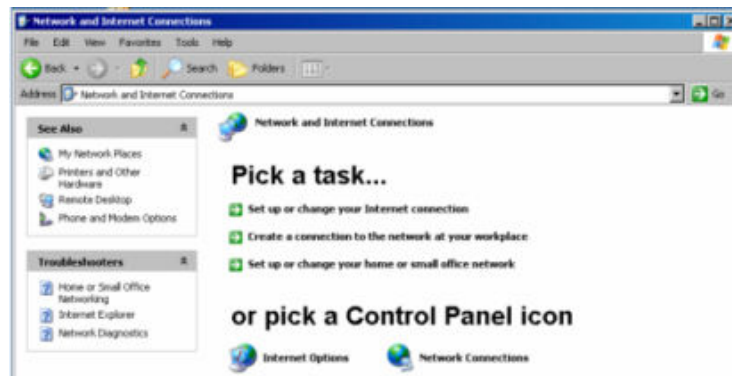 Network and Internet Connections
File Edit View Favorites Tools Help
Back Search Folders
Address Network and Internet Connections Go
See Also
My Network Places
Printers and Other
Hardware
Remote Desktop
Phone and Modem Options
Troubleshooters
Home or Small Office
Networking
Internet Explorer
Network Diagnostics
Network and Internet Connections
Pick a task...
Set up or change your Internet connection
Create a connection to the network at your workplace
Set up or change your home or small office network
or pick a Control Panel icon
Internet Options Network Connections